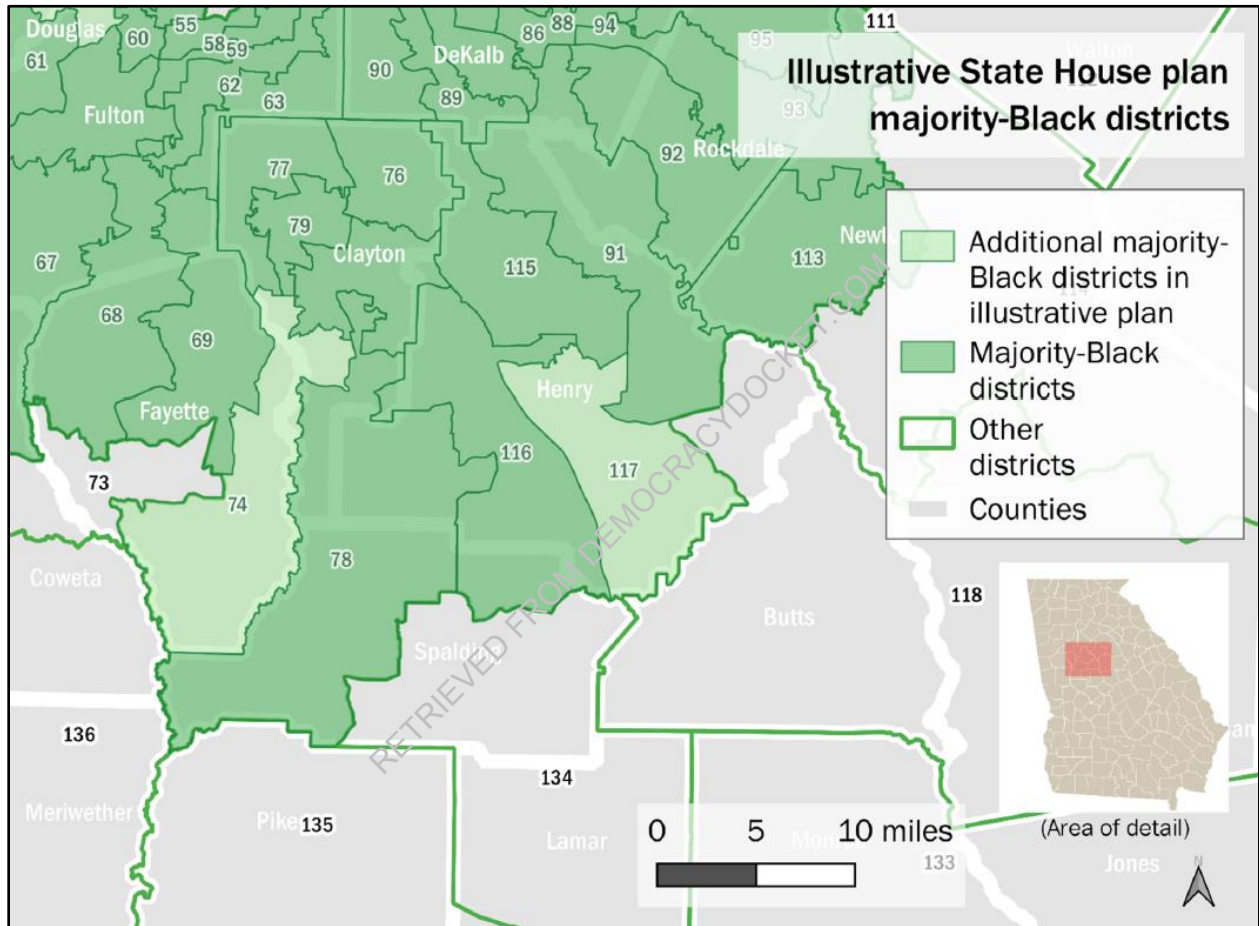 Douglas
60
55
58
59
61
62
63
Fulton
90
DeKalb
89
86
88
94
95
93
111
Illustrative State House plan
majority-Black districts
77
76
92
Rockdale
79
Clayton
67
68
69
115
91
113
Additional majority-
Black districts in
illustrative plan
Majority-Black
districts
Other
districts
Counties
Fayette
Henry
73
74
116
117
78
Coweta
Spalding
Butts
118
RETRIEVED FROM DEMOCRACYDOCKET.COM
136
Meriwether
Pike
135
134
Lamar
0 5 10 miles
133
Jones
(Area of detail)
N